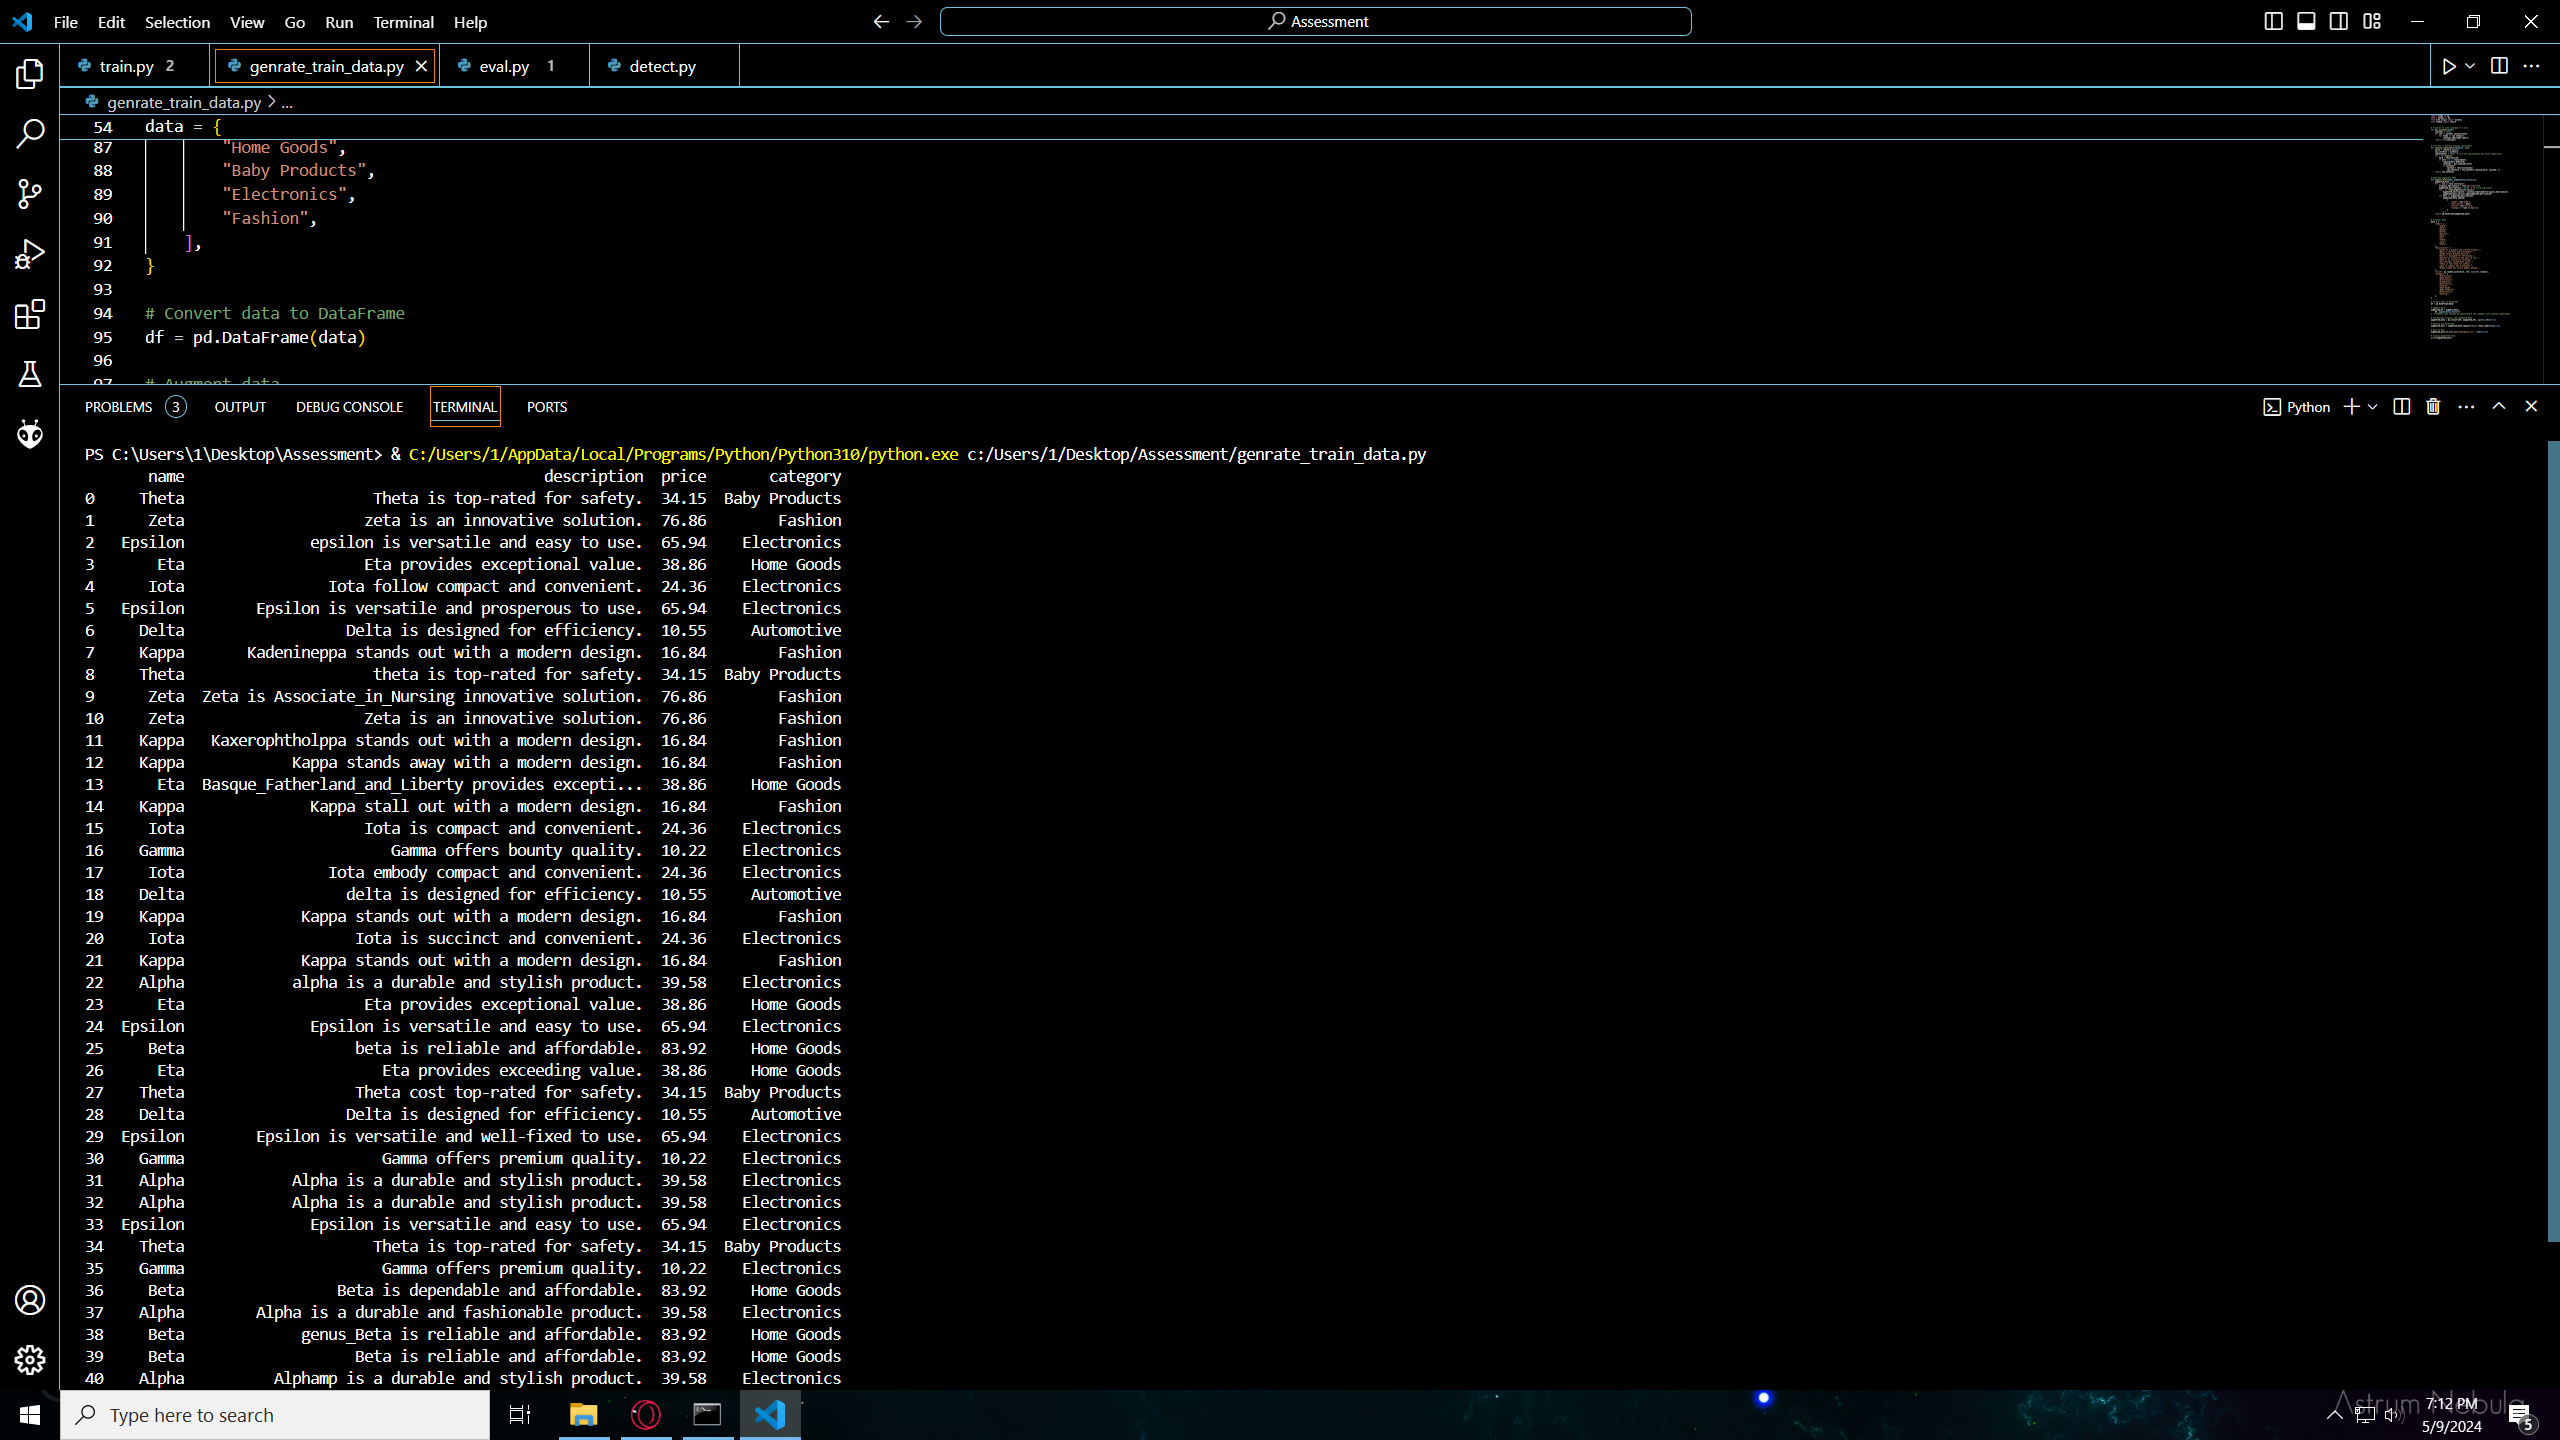 File Edit Selection View Go Run Terminal Help Assessment
train.py 2 genrate_train_data.py eval.py 1 detect.py
genrate_train_data.py > ...
54 data = {
87 "Home Goods",
88 "Baby Products",
89 "Electronics",
90 "Fashion",
91 ],
92 }
93
94 # Convert data to DataFrame
95 df = pd.DataFrame(data)
96
97 # Augment data
PROBLEMS 3 OUTPUT DEBUG CONSOLE TERMINAL PORTS Python
PS C:\Users\1\Desktop\Assessment> & C:/Users/1/AppData/Local/Programs/Python/Python310/python.exe c:/Users/1/Desktop/Assessment/genrate_train_data.py
name description price category
0 Theta Theta is top-rated for safety. 34.15 Baby Products
1 Zeta zeta is an innovative solution. 76.86 Fashion
2 Epsilon epsilon is versatile and easy to use. 65.94 Electronics
3 Eta Eta provides exceptional value. 38.86 Home Goods
4 Iota Iota follow compact and convenient. 24.36 Electronics
5 Epsilon Epsilon is versatile and prosperous to use. 65.94 Electronics
6 Delta Delta is designed for efficiency. 10.55 Automotive
7 Kappa Kadenineppa stands out with a modern design. 16.84 Fashion
8 Theta theta is top-rated for safety. 34.15 Baby Products
9 Zeta Zeta is Associate_in_Nursing innovative solution. 76.86 Fashion
10 Zeta Zeta is an innovative solution. 76.86 Fashion
11 Kappa Kaxerophtholppa stands out with a modern design. 16.84 Fashion
12 Kappa Kappa stands away with a modern design. 16.84 Fashion
13 Eta Basque_Fatherland_and_Liberty provides excepti... 38.86 Home Goods
14 Kappa Kappa stall out with a modern design. 16.84 Fashion
15 Iota Iota is compact and convenient. 24.36 Electronics
16 Gamma Gamma offers bounty quality. 10.22 Electronics
17 Iota Iota embody compact and convenient. 24.36 Electronics
18 Delta delta is designed for efficiency. 10.55 Automotive
19 Kappa Kappa stands out with a modern design. 16.84 Fashion
20 Iota Iota is succinct and convenient. 24.36 Electronics
21 Kappa Kappa stands out with a modern design. 16.84 Fashion
22 Alpha alpha is a durable and stylish product. 39.58 Electronics
23 Eta Eta provides exceptional value. 38.86 Home Goods
24 Epsilon Epsilon is versatile and easy to use. 65.94 Electronics
25 Beta beta is reliable and affordable. 83.92 Home Goods
26 Eta Eta provides exceeding value. 38.86 Home Goods
27 Theta Theta cost top-rated for safety. 34.15 Baby Products
28 Delta Delta is designed for efficiency. 10.55 Automotive
29 Epsilon Epsilon is versatile and well-fixed to use. 65.94 Electronics
30 Gamma Gamma offers premium quality. 10.22 Electronics
31 Alpha Alpha is a durable and stylish product. 39.58 Electronics
32 Alpha Alpha is a durable and stylish product. 39.58 Electronics
33 Epsilon Epsilon is versatile and easy to use. 65.94 Electronics
34 Theta Theta is top-rated for safety. 34.15 Baby Products
35 Gamma Gamma offers premium quality. 10.22 Electronics
36 Beta Beta is dependable and affordable. 83.92 Home Goods
37 Alpha Alpha is a durable and fashionable product. 39.58 Electronics
38 Beta genus_Beta is reliable and affordable. 83.92 Home Goods
39 Beta Beta is reliable and affordable. 83.92 Home Goods
40 Alpha Alphamp is a durable and stylish product. 39.58 Electronics
Type here to search
Astrum Nebula
7:12 PM
5/9/2024
5